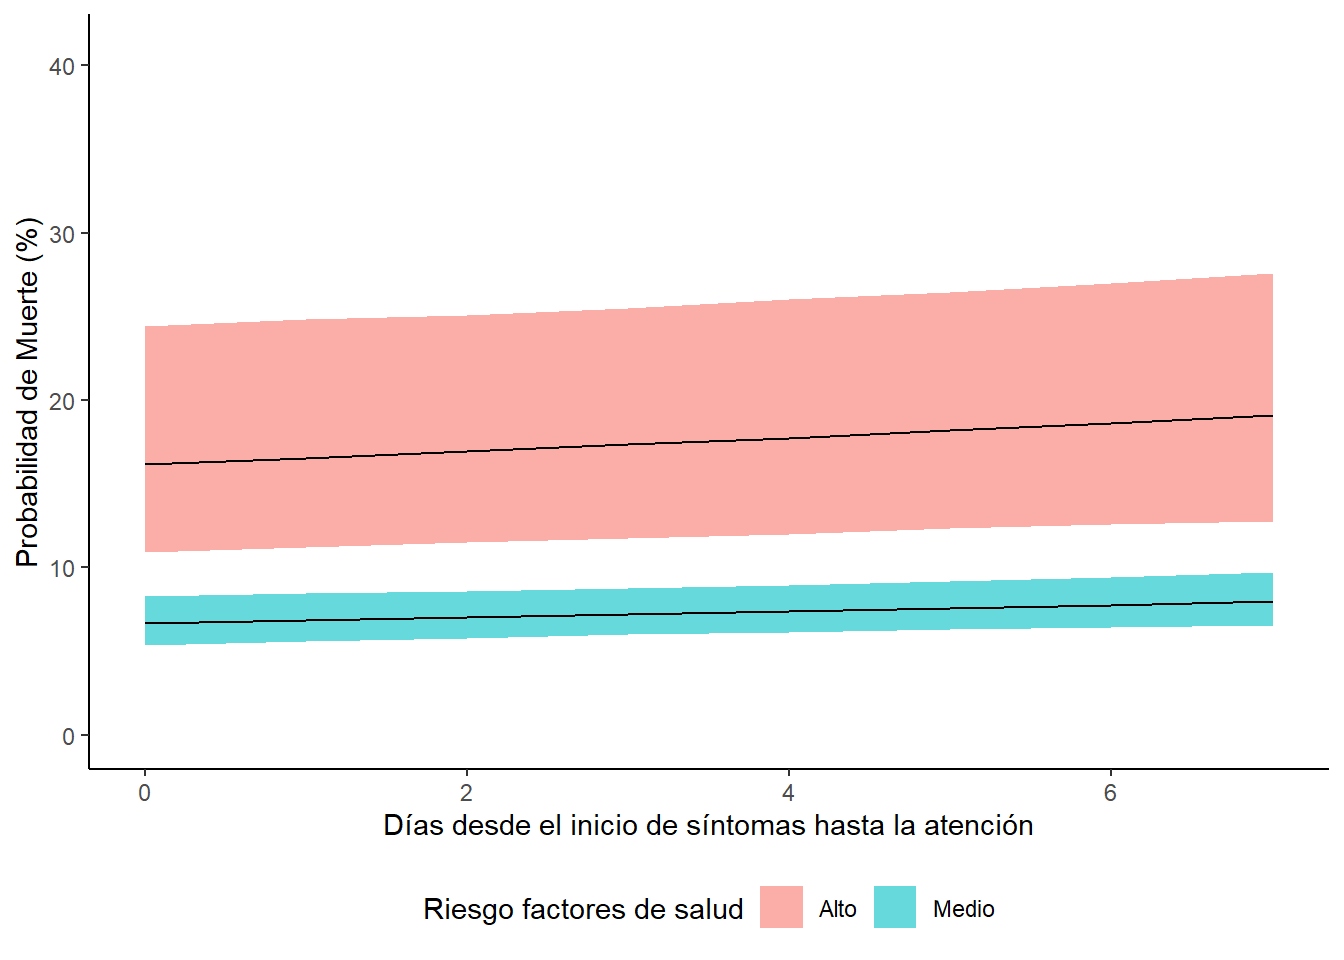 40
30
20
10
0
Probabilidad de Muerte (%)
0 2 4 6
Días desde el inicio de síntomas hasta la atención
Riesgo factores de salud Alto Medio